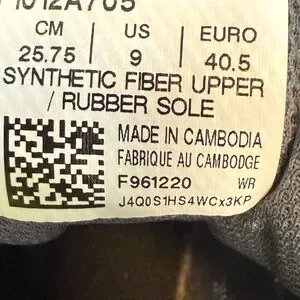 1012A705
CM US EURO
25.75 9 40.5
SYNTHETIC FIBER UPPER
/ RUBBER SOLE
MADE IN CAMBODIA
FABRIQUE AU CAMBODGE
F961220 WR
J4Q0S1HS4WCx3KP